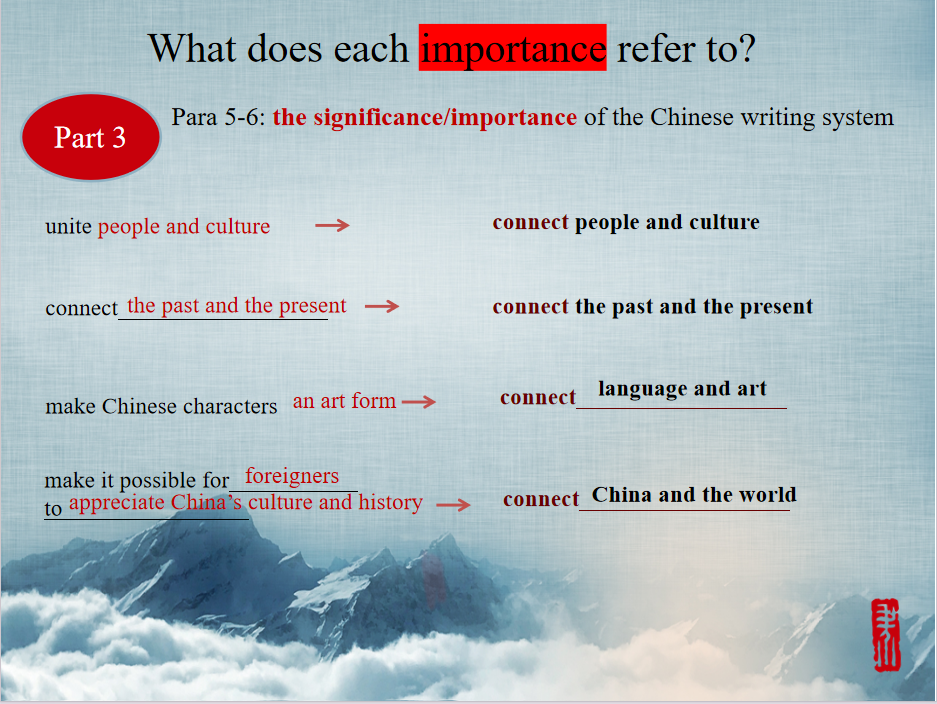 What does each importance refer to?
Part 3
Para 5-6: the significance/importance of the Chinese writing system
unite people and culture → connect people and culture
connect the past and the present → connect the past and the present
make Chinese characters an art form → connect language and art
make it possible for foreigners
to appreciate China's culture and history → connect China and the world